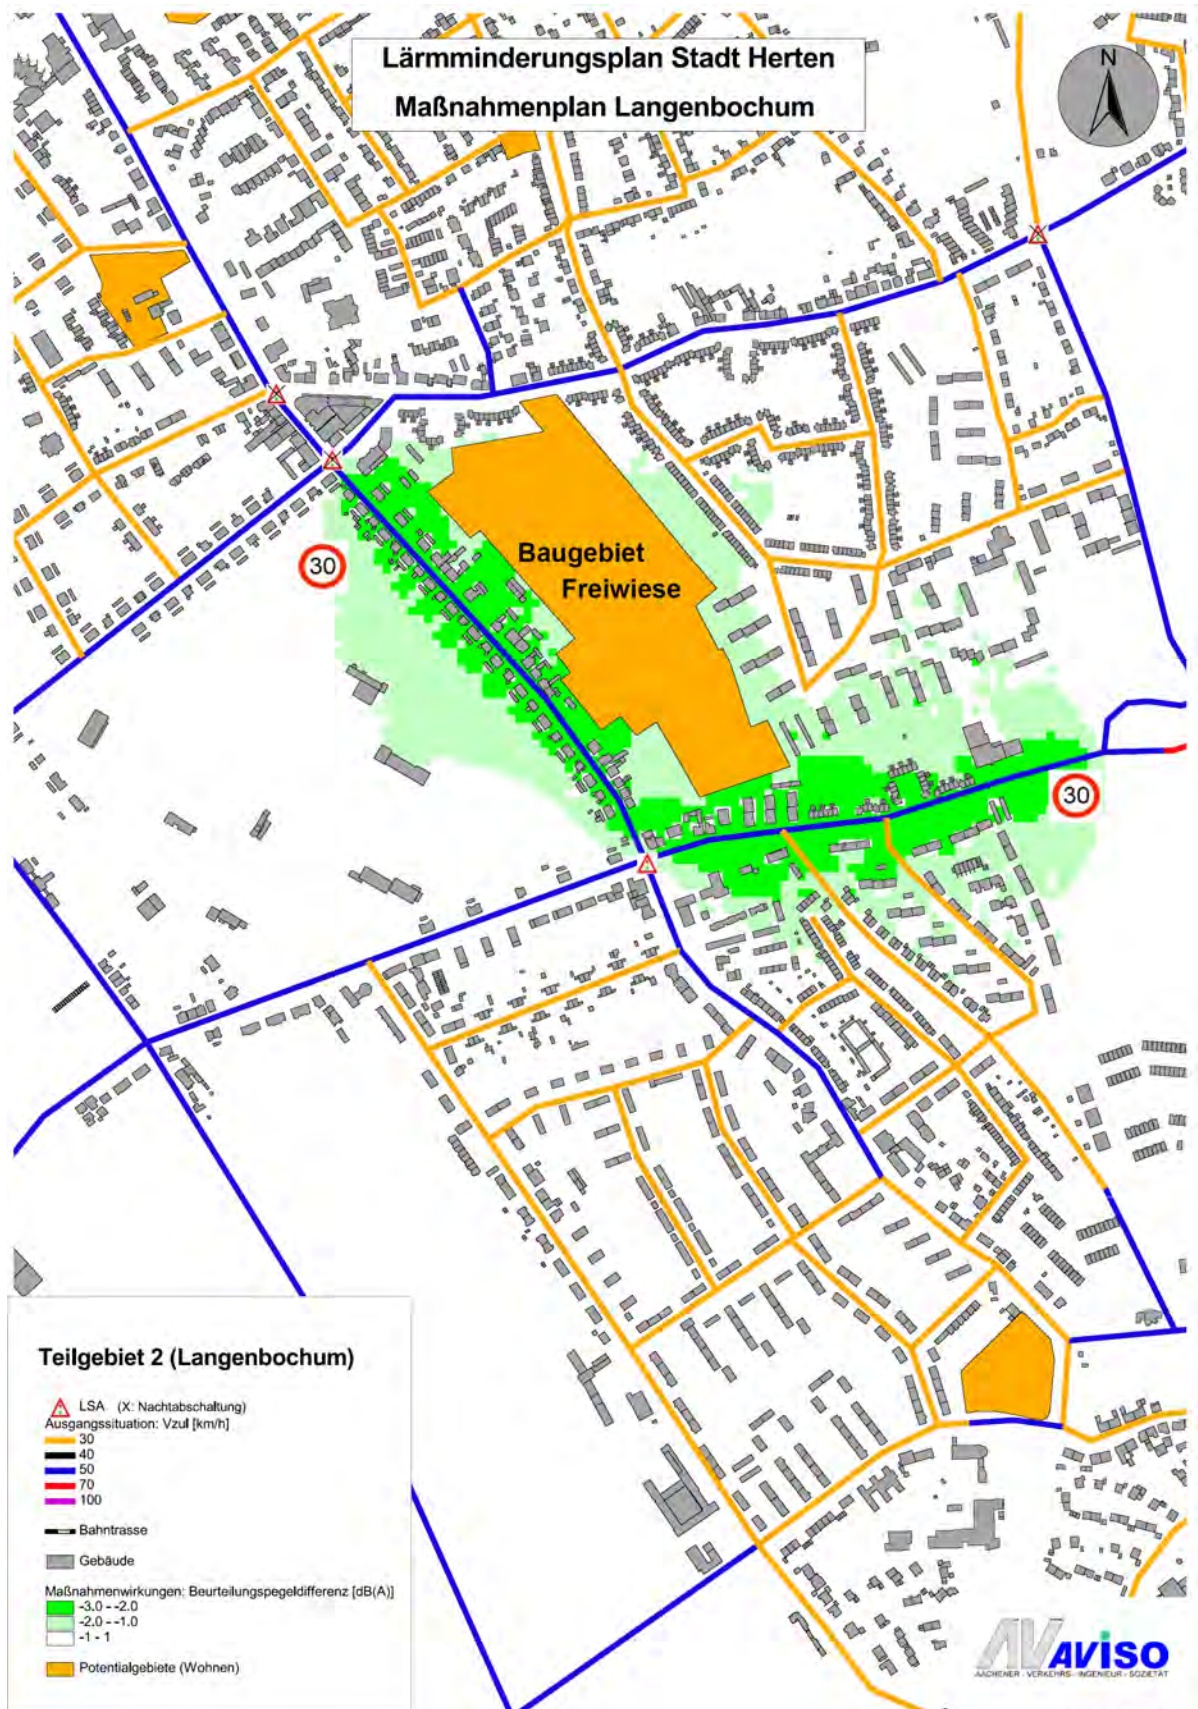 Lärmminderungsplan Stadt Herten
Maßnahmenplan Langenbochum
N
30
Baugebiet
Freiwiese
30
Teilgebiet 2 (Langenbochum)
LSA (X: Nachtabschaltung)
Ausgangssituation: Vzul [km/h]
30
40
50
70
100
Bahntrasse
Gebäude
Maßnahmenwirkungen: Beurteilungspegeldifferenz [dB(A)]
-3.0 - -2.0
-2.0 - -1.0
-1 - 1
Potentialgebiete (Wohnen)
AV AVISO
AACHENER - VERKEHRS - INGENIEUR - SOZIETÄT